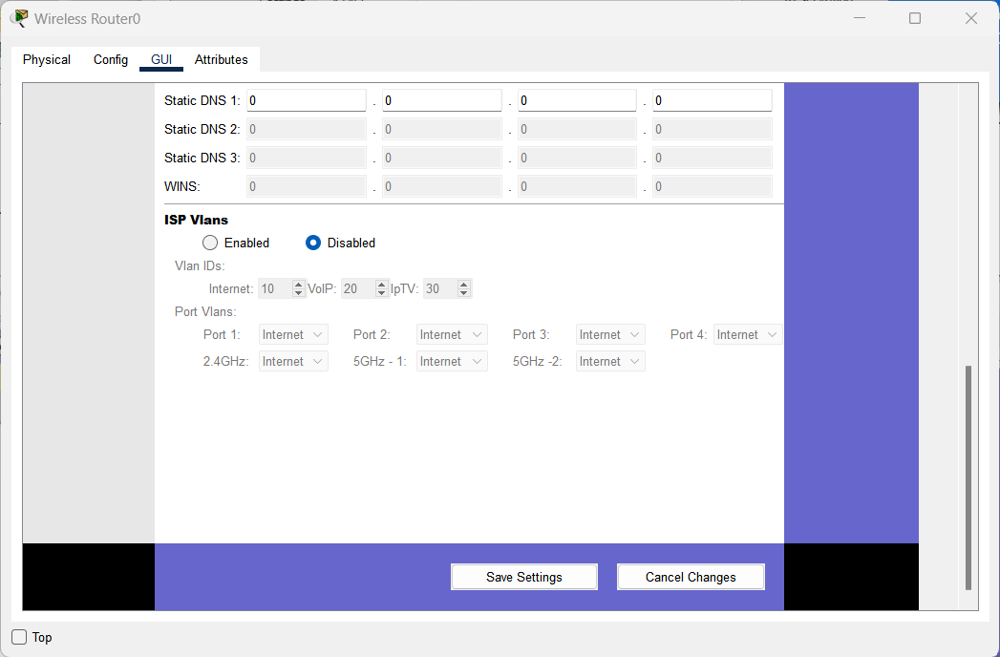 Wireless Router0
Physical Config GUI Attributes
Static DNS 1: 0 . 0 . 0 . 0
Static DNS 2: 0 . 0 . 0 . 0
Static DNS 3: 0 . 0 . 0 . 0
WINS: 0 . 0 . 0 . 0
ISP Vlans
Enabled Disabled
Vlan IDs:
Internet: 10 VoIP: 20 IpTV: 30
Port Vlans:
Port 1: Internet Port 2: Internet Port 3: Internet Port 4: Internet
2.4GHz: Internet 5GHz - 1: Internet 5GHz -2: Internet
Save Settings Cancel Changes
Top